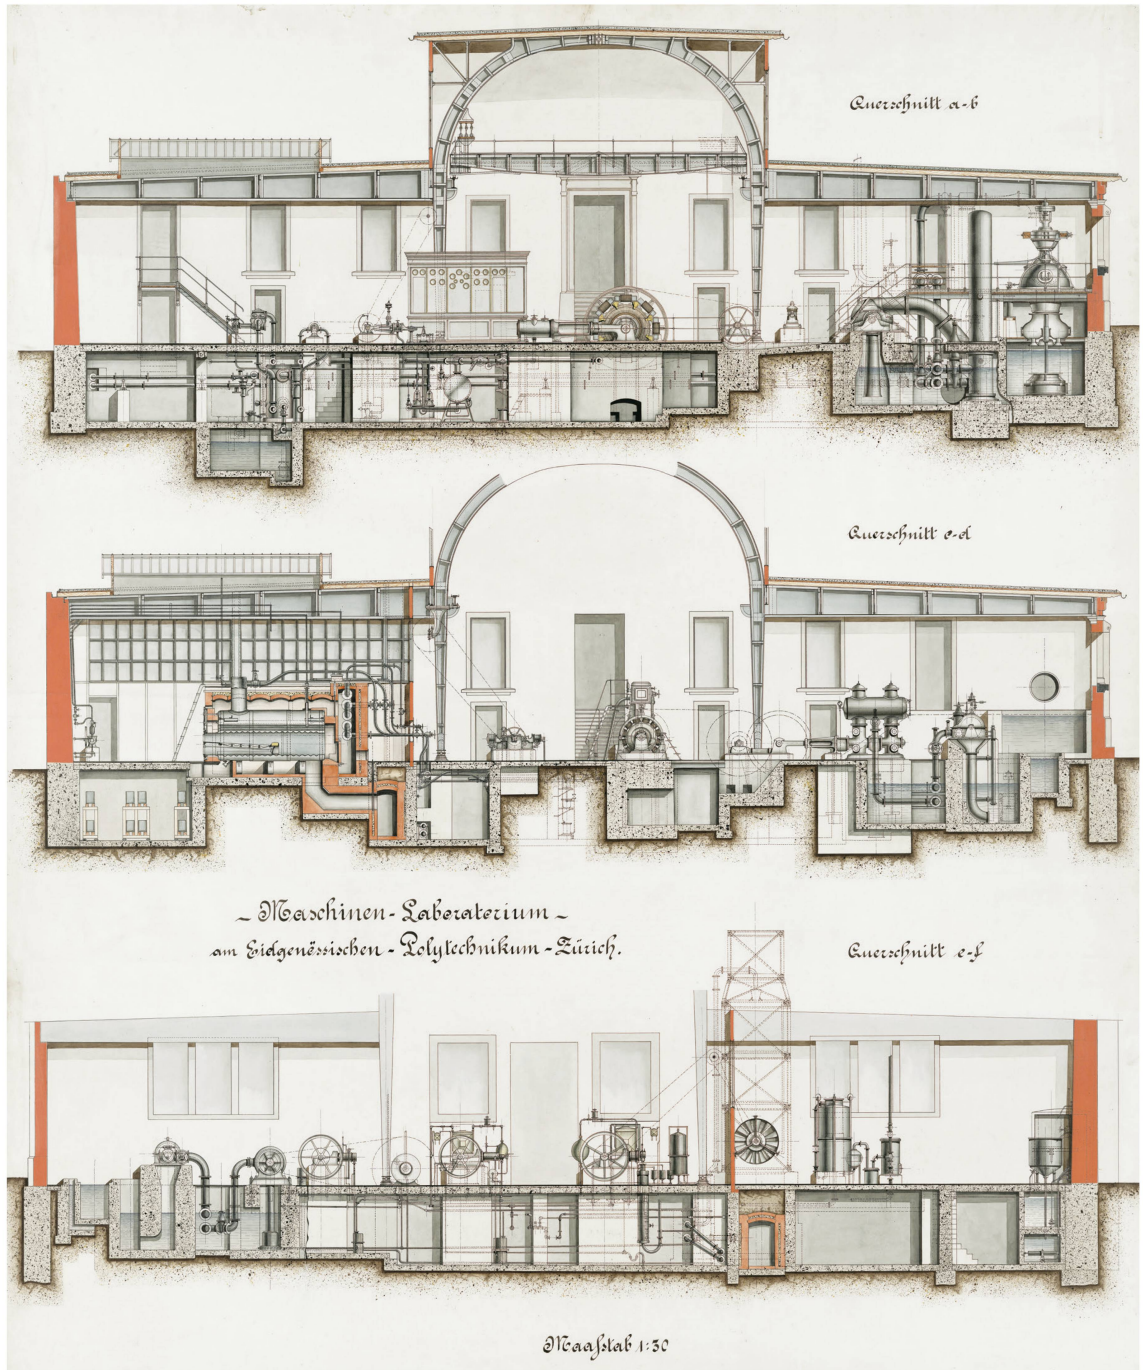 Querschnitt a-b
Querschnitt c-d
- Maschinen-Laboratorium -
am Eidgenössischen - Polytechnikum - Zürich.
Querschnitt e-f
Maaſstab 1:30